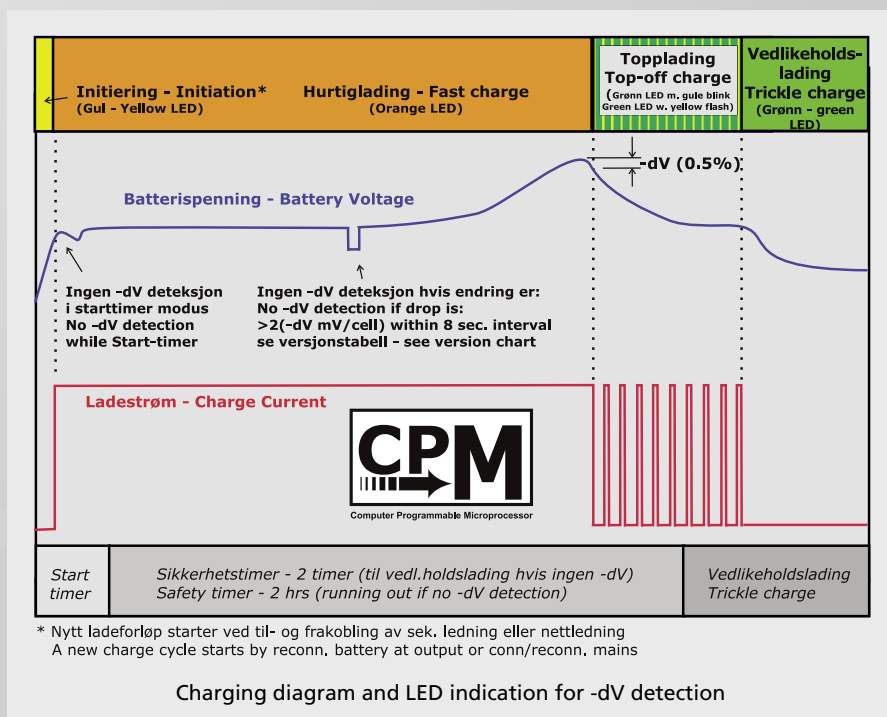 Initiering - Initiation*
(Gul - Yellow LED)
Hurtiglading - Fast charge
(Orange LED)
Topplading
Top-off charge
(Grønn LED m. gule blink
Green LED w. yellow flash)
Vedlikeholds-
lading
Trickle charge
(Grønn - green
LED)
-dV (0.5%)
Batterispenning - Battery Voltage
Ingen -dV deteksjon
i starttimer modus
No -dV detection
while Start-timer
Ingen -dV deteksjon hvis endring er:
No -dV detection if drop is:
>2(-dV mV/cell) within 8 sec. interval
se versjonstabell - see version chart
Ladestrøm - Charge Current
CPM
Computer Programmable Microprocessor
Start
timer
Sikkerhetstimer - 2 timer (til vedl.holdslading hvis ingen -dV)
Safety timer - 2 hrs (running out if no -dV detection)
Vedlikeholdslading
Trickle charge
* Nytt ladeforløp starter ved til- og frakobling av sek. ledning eller nettledning
A new charge cycle starts by reconn. battery at output or conn/reconn. mains
Charging diagram and LED indication for -dV detection